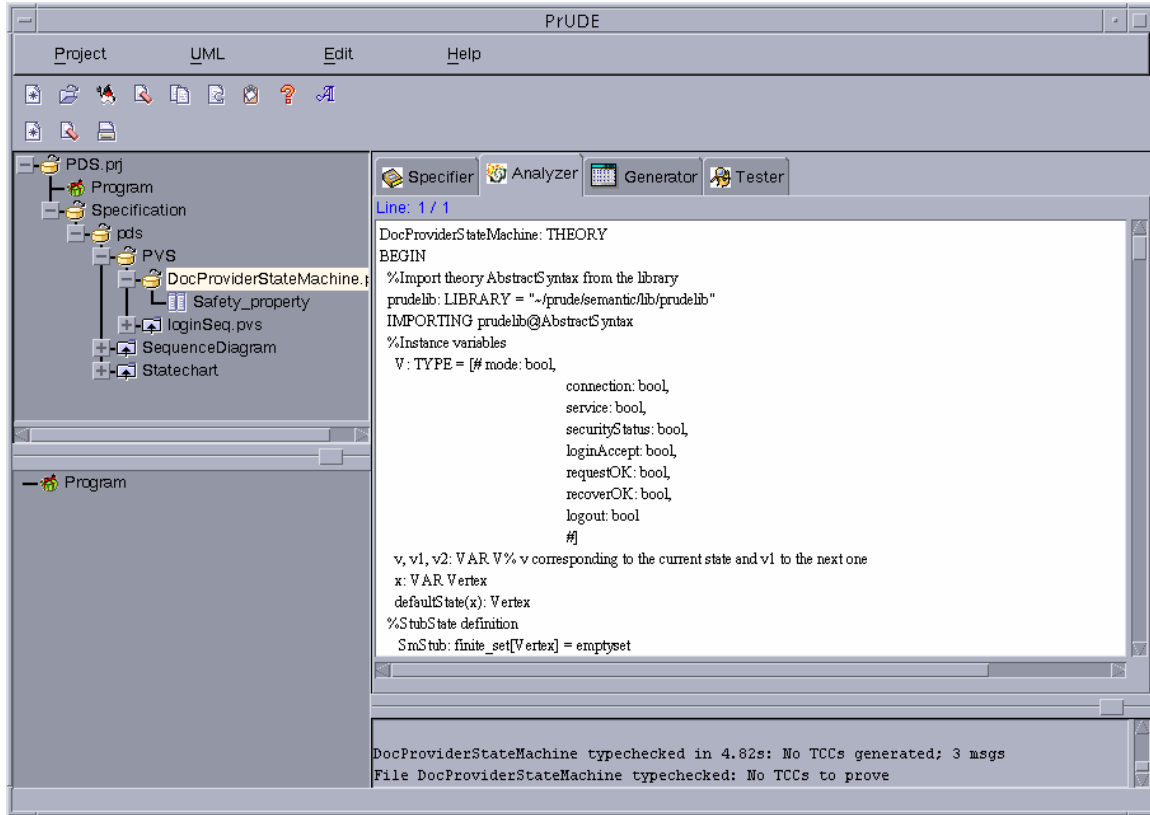 PrUDE
Project UML Edit Help
PDS.prj
Program
Specification
pds
PVS
DocProviderStateMachine.p
Safety_property
loginSeq.pvs
SequenceDiagram
Statechart
Program
Specifier Analyzer Generator Tester
Line: 1 / 1
DocProviderStateMachine: THEORY
BEGIN
%Import theory AbstractSyntax from the library
prudelib: LIBRARY = "~/prude/semantic/lib/prudelib"
IMPORTING prudelib@AbstractSyntax
%Instance variables
V: TYPE = [# mode: bool,
connection: bool,
service: bool,
securityStatus: bool,
loginAccept: bool,
requestOK: bool,
recoverOK: bool,
logout: bool
#]
v, v1, v2: VAR V% v corresponding to the current state and v1 to the next one
x: VAR Vertex
defaultState(x): Vertex
%StubState definition
SmStub: finite_set[Vertex] = emptyset
DocProviderStateMachine typechecked in 4.82s: No TCCs generated; 3 msgs
File DocProviderStateMachine typechecked: No TCCs to prove